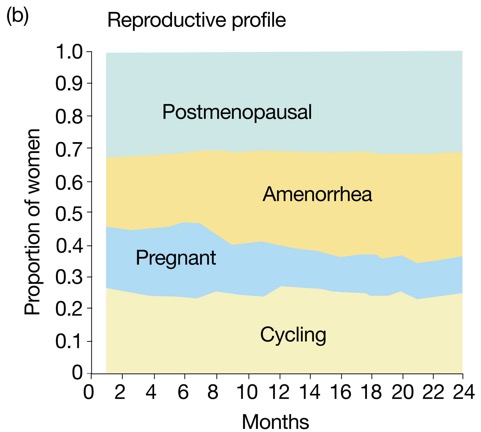 (b)
Reproductive profile
Proportion of women
1.0
0.9
0.8
0.7
0.6
0.5
0.4
0.3
0.2
0.1
0
Postmenopausal
Amenorrhea
Pregnant
Cycling
0 2 4 6 8 10 12 14 16 18 20 22 24
Months